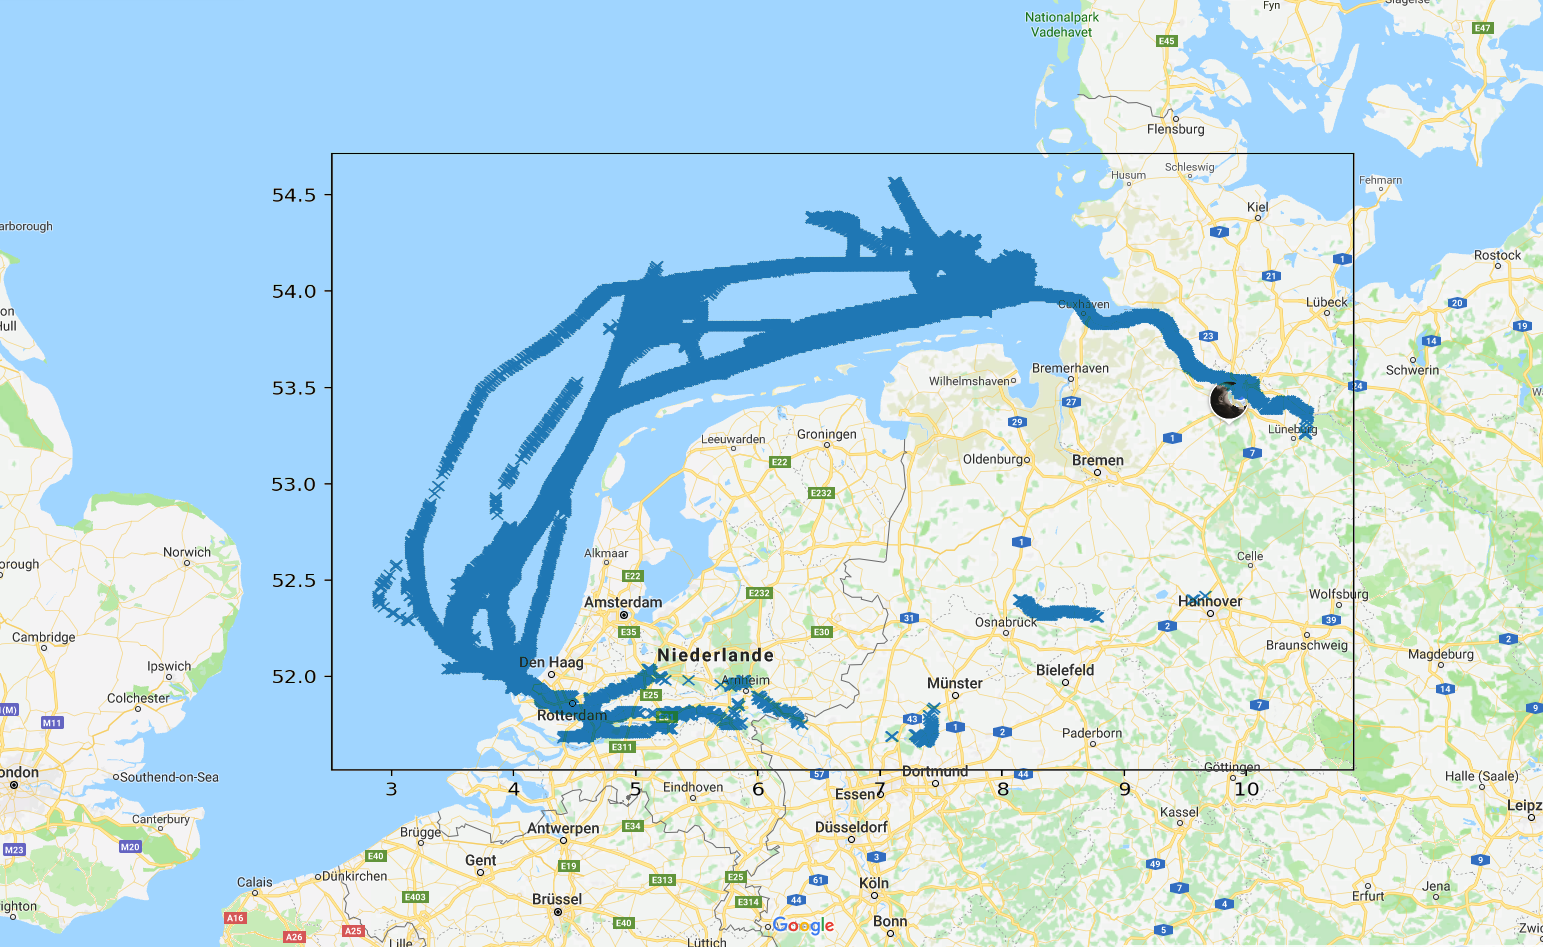 Nationalpark
Vadehavet
Fyn
E45
E47
Flensburg
Schleswig
Husum
Fehmarn
Kiel
arborough
54.5
7
1
Rostock
21
54.0
Cuxhaven
Lübeck
20
on
Hull
23
19
14
Schwerin
53.5
Bremerhaven
Wilhelmshaven
24
27
29
Lüneburg
Leeuwarden
Groningen
1
7
E22
Oldenburg
Bremen
53.0
E232
Norwich
1
Alkmaar
Celle
orough
52.5
E22
E232
Wolfsburg
Amsterdam
Hannover
Cambridge
E35
E30
31
Osnabrück
2
39
2
Braunschweig
Ipswich
52.0
Den Haag
Niederlande
Magdeburg
Bielefeld
Arnheim
Münster
14
Colchester
E25
1(M)
M11
Rotterdam
43
1
2
7
9
Paderborn
E311
ondon
Southend-on-Sea
57
Dortmund
44
Göttingen
Halle (Saale)
3
4
5
6
7
8
9
10
Eindhoven
Essen
Leipz
Canterbury
Brügge
Antwerpen
E34
Düsseldorf
Kassel
M23
M20
E40
Gent
E19
3
49
9
Calais
Dünkirchen
E313
E25
61
Köln
7
Erfurt
Jena
ighton
E403
Brüssel
E314
44
4
A16
A26
A25
E40
Google
Bonn
5
Lille
Lüttich
Zwic